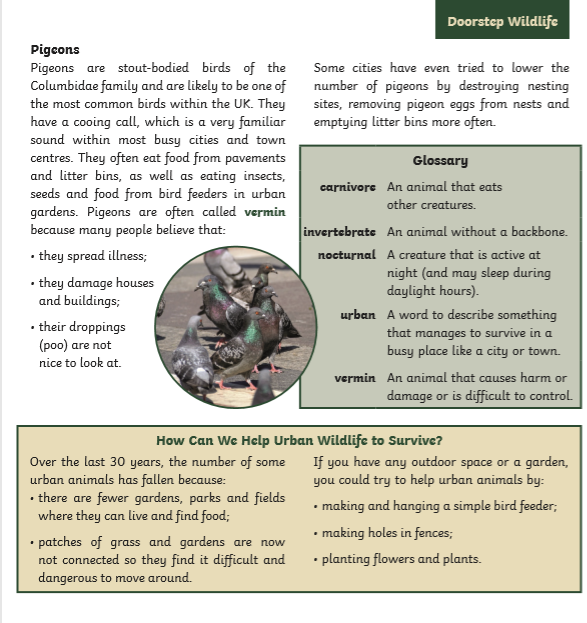 Doorstep Wildlife
Pigeons
Pigeons are stout-bodied birds of the
Columbidae family and are likely to be one of
the most common birds within the UK. They
have a cooing call, which is a very familiar
sound within most busy cities and town
centres. They often eat food from pavements
and litter bins, as well as eating insects,
seeds and food from bird feeders in urban
gardens. Pigeons are often called vermin
because many people believe that:
• they spread illness;
• they damage houses
and buildings;
• their droppings
(poo) are not
nice to look at.
Some cities have even tried to lower the
number of pigeons by destroying nesting
sites, removing pigeon eggs from nests and
emptying litter bins more often.
Glossary
carnivore An animal that eats
other creatures.
invertebrate An animal without a backbone.
nocturnal A creature that is active at
night (and may sleep during
daylight hours).
urban A word to describe something
that manages to survive in a
busy place like a city or town.
vermin An animal that causes harm or
damage or is difficult to control.
How Can We Help Urban Wildlife to Survive?
Over the last 30 years, the number of some
urban animals has fallen because:
• there are fewer gardens, parks and fields
where they can live and find food;
• patches of grass and gardens are now
not connected so they find it difficult and
dangerous to move around.
If you have any outdoor space or a garden,
you could try to help urban animals by:
• making and hanging a simple bird feeder;
• making holes in fences;
• planting flowers and plants.